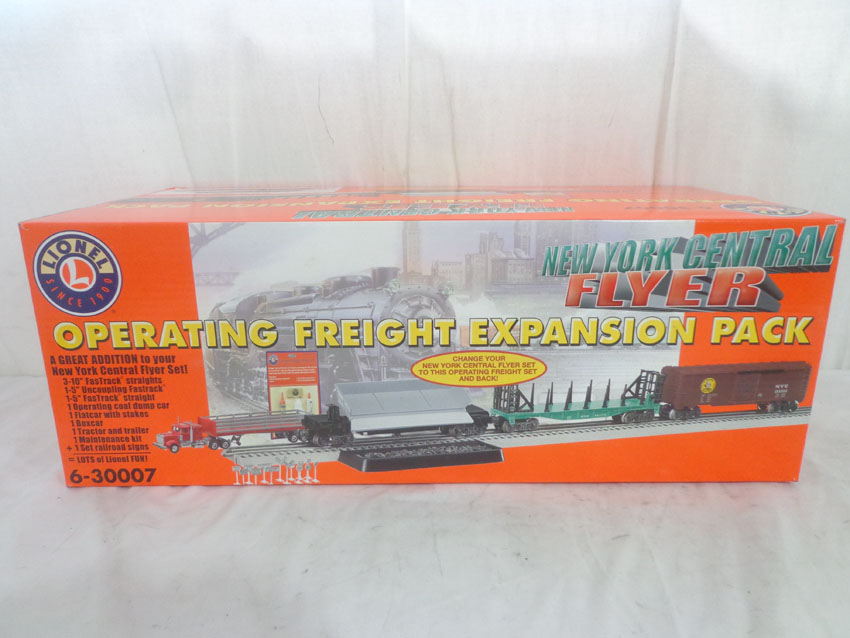 NEW YORK CENTRAL
FLYER
LIONEL
L
SINCE 1900
OPERATING FREIGHT EXPANSION PACK
A GREAT ADDITION to your
New York Central Flyer Set!
3-10" FasTrack straights
1-5" Uncoupling Fastrack
1-5" FasTrack straight
1 Operating coal dump car
1 Flatcar with stakes
1 Boxcar
1 Tractor and trailer
1 Maintenance kit
+ 1 Set railroad signs
= LOTS of Lionel FUN!
6-30007
CHANGE YOUR
NEW YORK CENTRAL FLYER SET
TO THIS OPERATING FREIGHT SET
AND BACK!
NYC